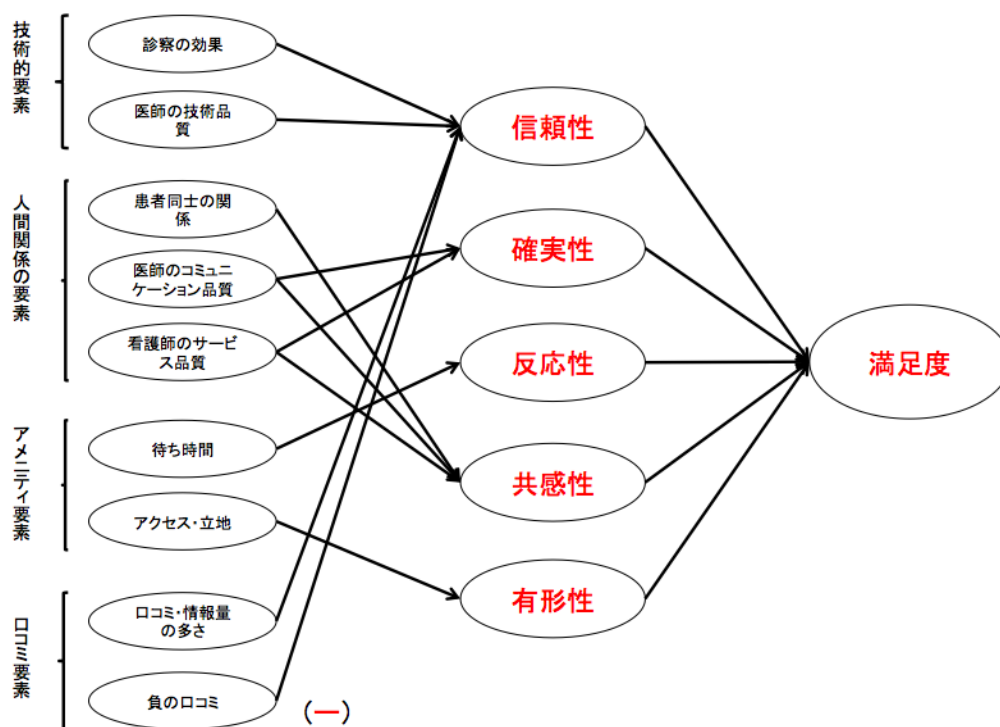 技術的要素
診察の効果
医師の技術品
質
人間関係の要素
患者同士の関
係
医師のコミュニ
ケーション品質
看護師のサービ
ス品質
アメニティ要素
待ち時間
アクセス・立地
口コミ要素
口コミ・情報量
の多さ
負の口コミ
(ー)
信頼性
確実性
反応性
共感性
有形性
満足度